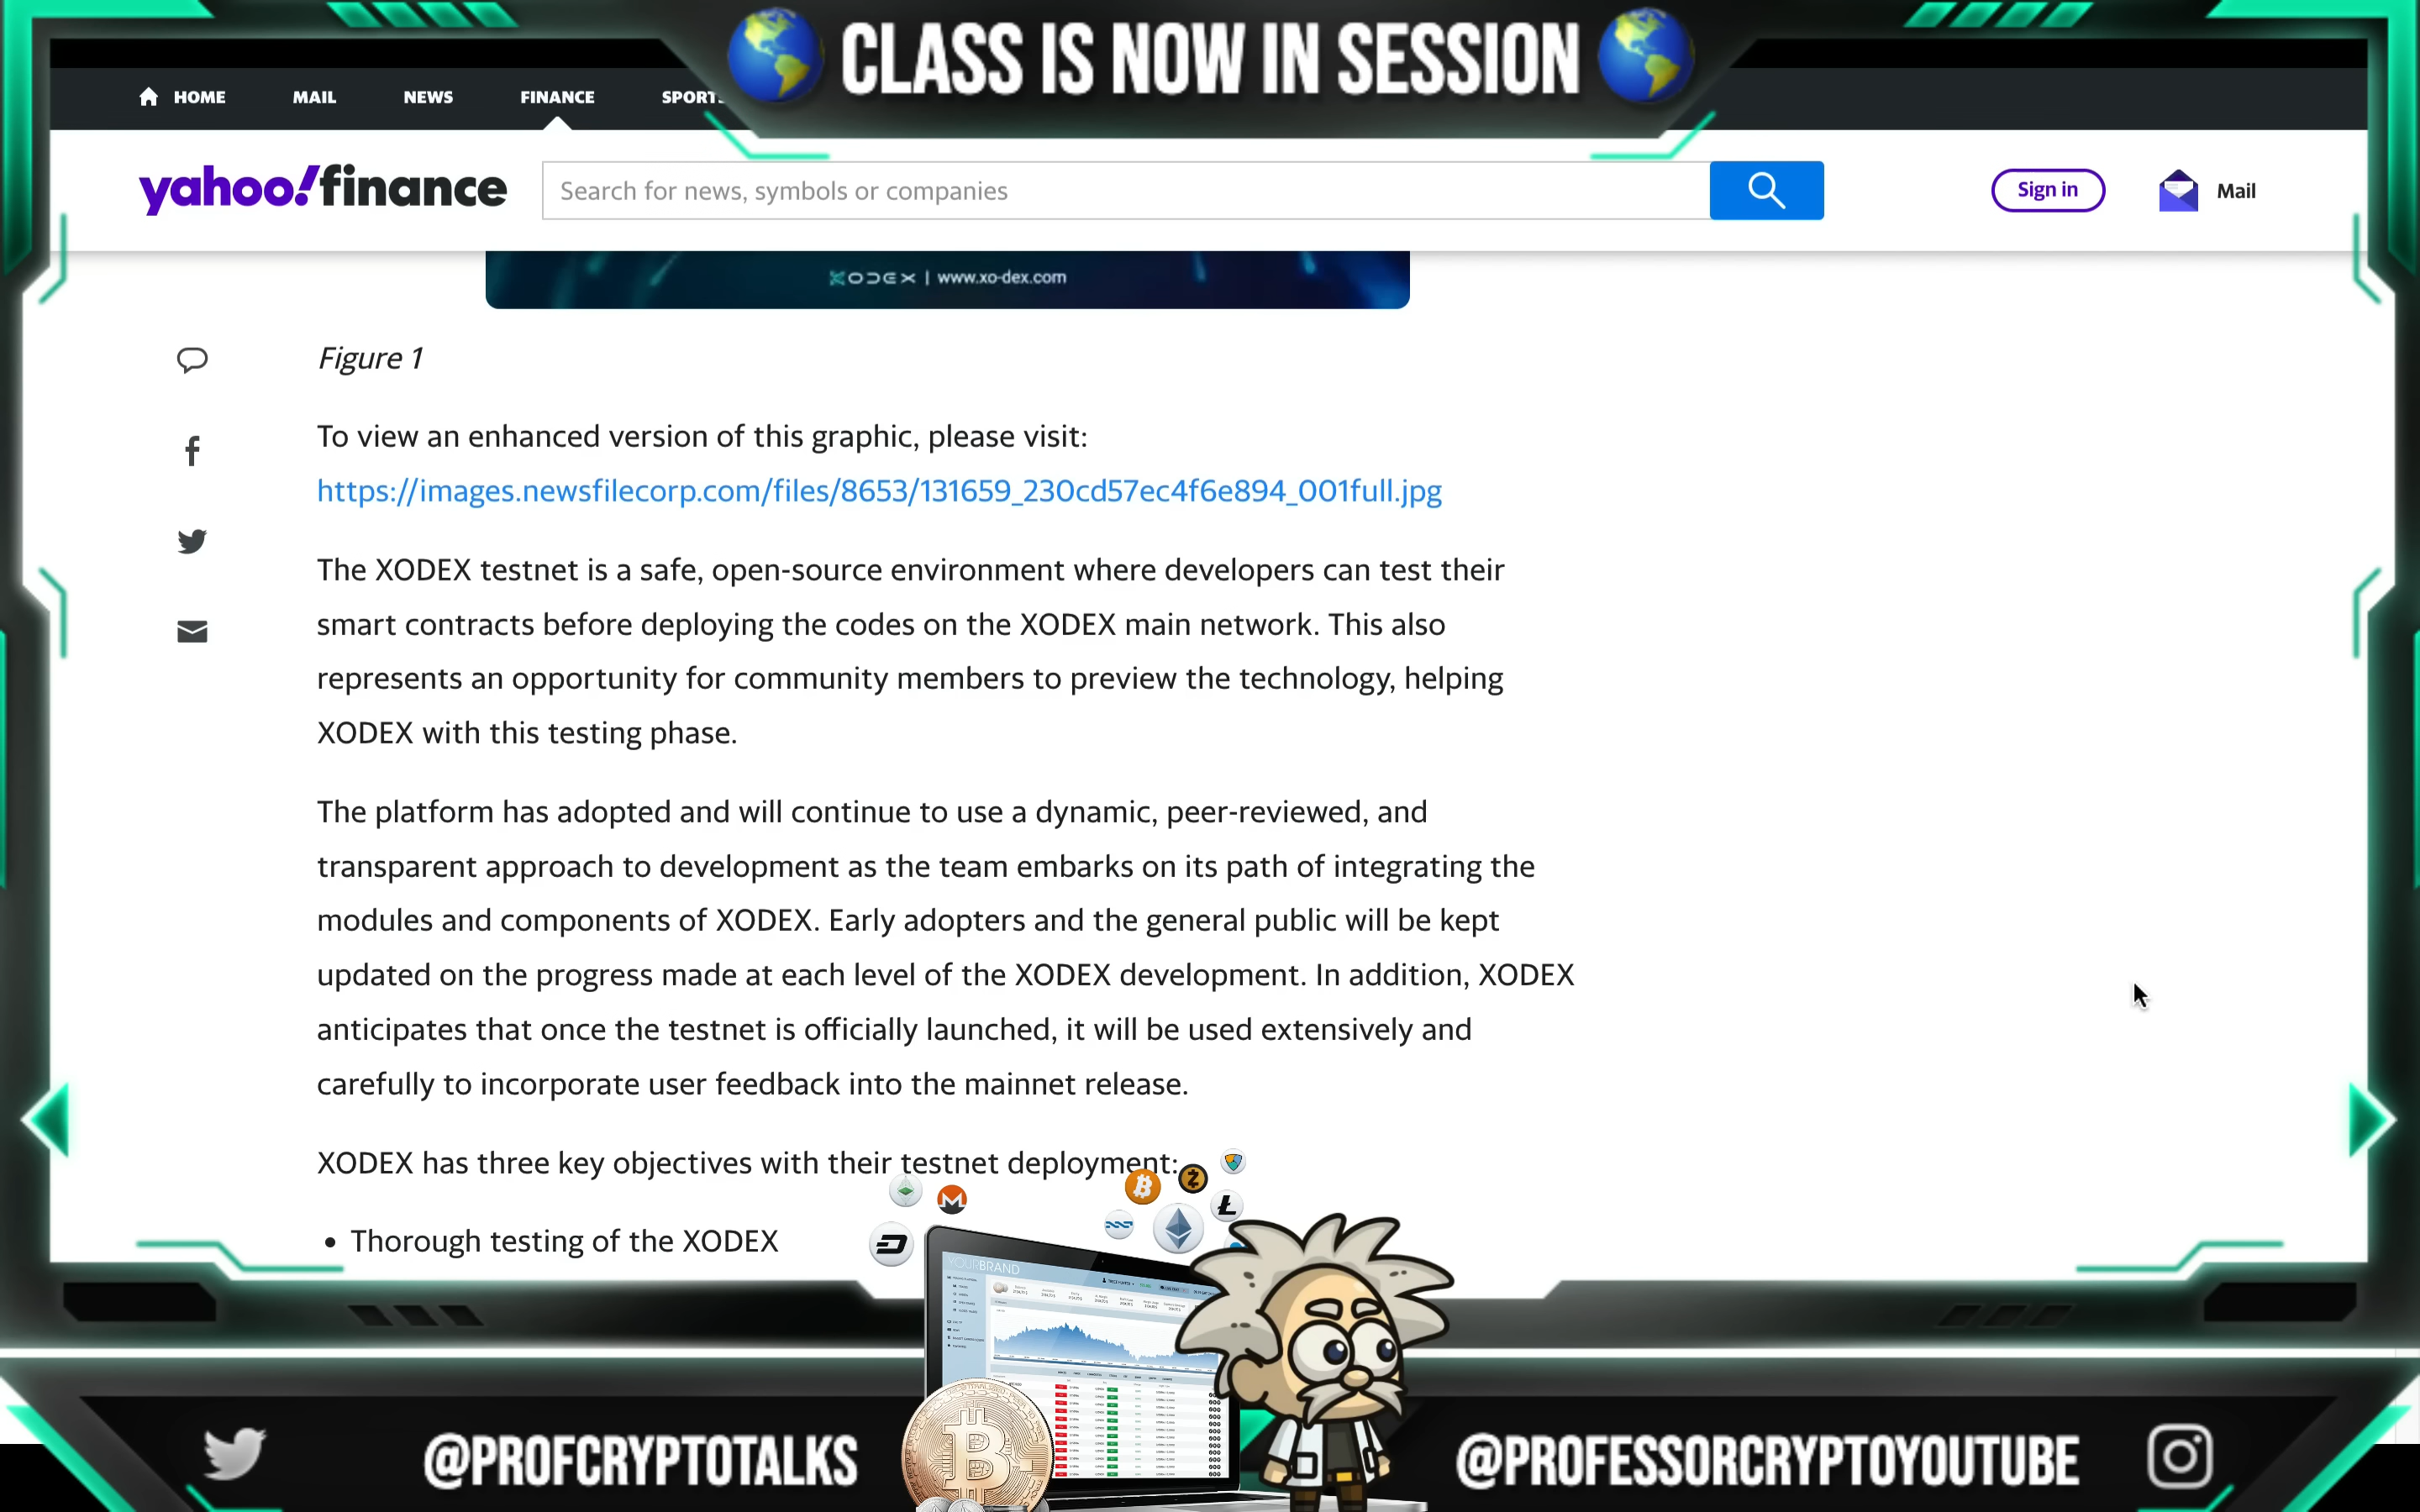 CLASS IS NOW IN SESSION
HOME MAIL NEWS FINANCE SPORTS
yahoo!finance Search for news, symbols or companies Sign in Mail
XODEX | www.xo-dex.com
Figure 1
To view an enhanced version of this graphic, please visit:
https://images.newsfilecorp.com/files/8653/131659_230cd57ec4f6e894_001full.jpg
The XODEX testnet is a safe, open-source environment where developers can test their
smart contracts before deploying the codes on the XODEX main network. This also
represents an opportunity for community members to preview the technology, helping
XODEX with this testing phase.
The platform has adopted and will continue to use a dynamic, peer-reviewed, and
transparent approach to development as the team embarks on its path of integrating the
modules and components of XODEX. Early adopters and the general public will be kept
updated on the progress made at each level of the XODEX development. In addition, XODEX
anticipates that once the testnet is officially launched, it will be used extensively and
carefully to incorporate user feedback into the mainnet release.
XODEX has three key objectives with their testnet deployment:
• Thorough testing of the XODEX
YOURBRAND
@PROFCRYPTOTALKS
@PROFESSORCRYPTOYOUTUBE